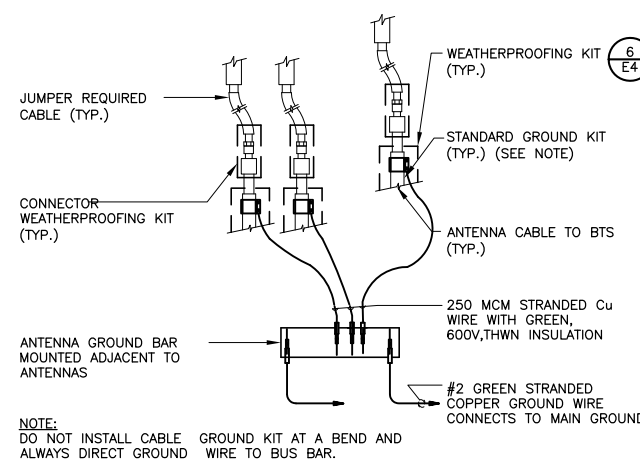 WEATHERPROOFING KIT
(TYP.)
6
E4
JUMPER REQUIRED
CABLE (TYP.)
STANDARD GROUND KIT
(TYP.) (SEE NOTE)
CONNECTOR
WEATHERPROOFING KIT
(TYP.)
ANTENNA CABLE TO BTS
(TYP.)
250 MCM STRANDED Cu
WIRE WITH GREEN,
600V,THWN INSULATION
ANTENNA GROUND BAR
MOUNTED ADJACENT TO
ANTENNAS
#2 GREEN STRANDED
COPPER GROUND WIRE
CONNECTS TO MAIN GROUND
NOTE:
DO NOT INSTALL CABLE GROUND KIT AT A BEND AND
ALWAYS DIRECT GROUND WIRE TO BUS BAR.